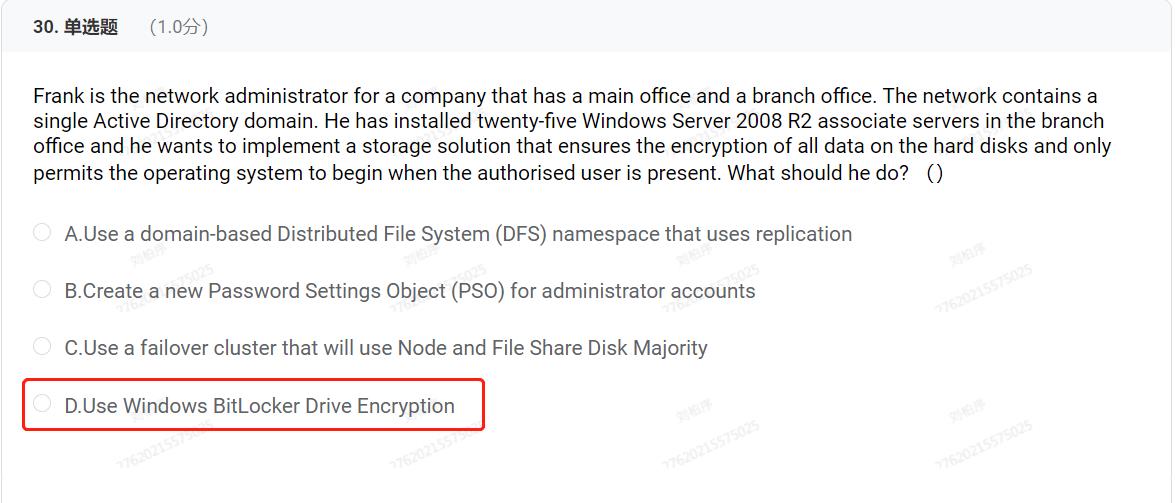 30. 单选题 (1.0分)
Frank is the network administrator for a company that has a main office and a branch office. The network contains a
single Active Directory domain. He has installed twenty-five Windows Server 2008 R2 associate servers in the branch
office and he wants to implement a storage solution that ensures the encryption of all data on the hard disks and only
permits the operating system to begin when the authorised user is present. What should he do? ()
A.Use a domain-based Distributed File System (DFS) namespace that uses replication
B.Create a new Password Settings Object (PSO) for administrator accounts
C.Use a failover cluster that will use Node and File Share Disk Majority
D.Use Windows BitLocker Drive Encryption